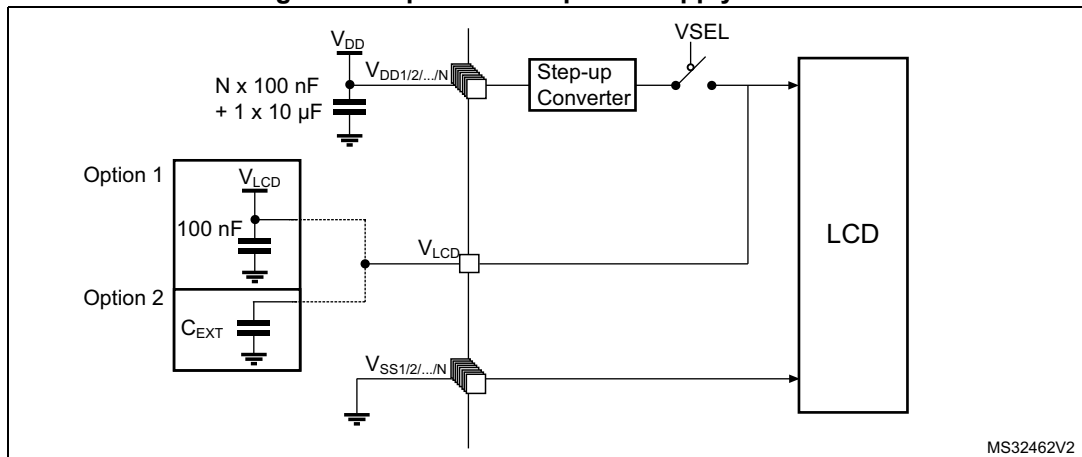 VSEL
VDD
VDD1/2/.../N
N x 100 nF
+ 1 x 10 µF
Step-up
Converter
Option 1
VLCD
100 nF
VLCD
LCD
Option 2
CEXT
VSS1/2/.../N
MS32462V2